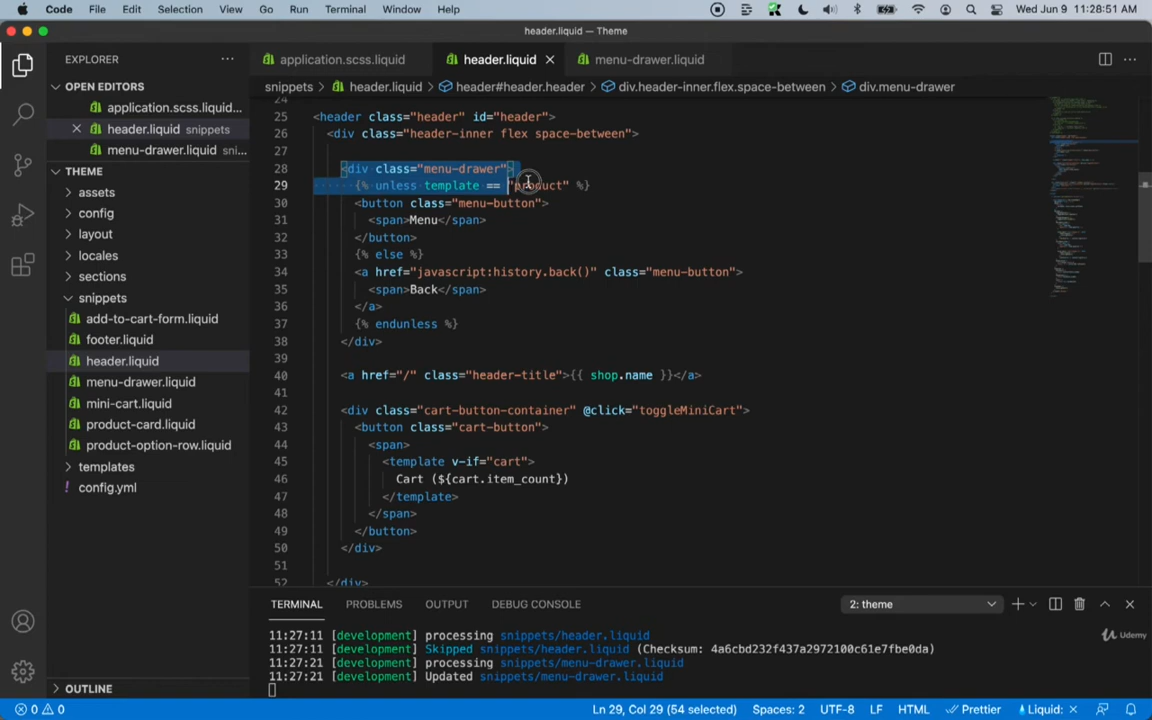 Code File Edit Selection View Go Run Terminal Window Help Wed Jun 9 11:28:51 AM
header.liquid — Theme
EXPLORER
application.scss.liquid
header.liquid
menu-drawer.liquid
OPEN EDITORS
snippets > header.liquid > header#header.header > div.header-inner.flex.space-between > div.menu-drawer
application.scss.liquid...
header.liquid snippets
menu-drawer.liquid sni...
THEME
assets
config
layout
locales
sections
snippets
add-to-cart-form.liquid
footer.liquid
header.liquid
menu-drawer.liquid
mini-cart.liquid
product-card.liquid
product-option-row.liquid
templates
config.yml
OUTLINE
24
25 <header class="header" id="header">
26 <div class="header-inner flex space-between">
27
28 <div class="menu-drawer">
29 {% unless template == "product" %}
30 <button class="menu-button">
31 <span>Menu</span>
32 </button>
33 {% else %}
34 <a href="javascript:history.back()" class="menu-button">
35 <span>Back</span>
36 </a>
37 {% endunless %}
38 </div>
39
40 <a href="/" class="header-title">{{ shop.name }}</a>
41
42 <div class="cart-button-container" @click="toggleMiniCart">
43 <button class="cart-button">
44 <span>
45 <template v-if="cart">
46 Cart (${cart.item_count})
47 </template>
48 </span>
49 </button>
50 </div>
51
52 </div>
TERMINAL PROBLEMS OUTPUT DEBUG CONSOLE 2: theme
11:27:11 [development] processing snippets/header.liquid
11:27:11 [development] Skipped snippets/header.liquid (Checksum: 4a6cbd232f437a2972100c61e7fbe0da)
11:27:21 [development] processing snippets/menu-drawer.liquid
11:27:21 [development] Updated snippets/menu-drawer.liquid
Udemy
0 0 Ln 29, Col 29 (54 selected) Spaces: 2 UTF-8 LF HTML Prettier Liquid: